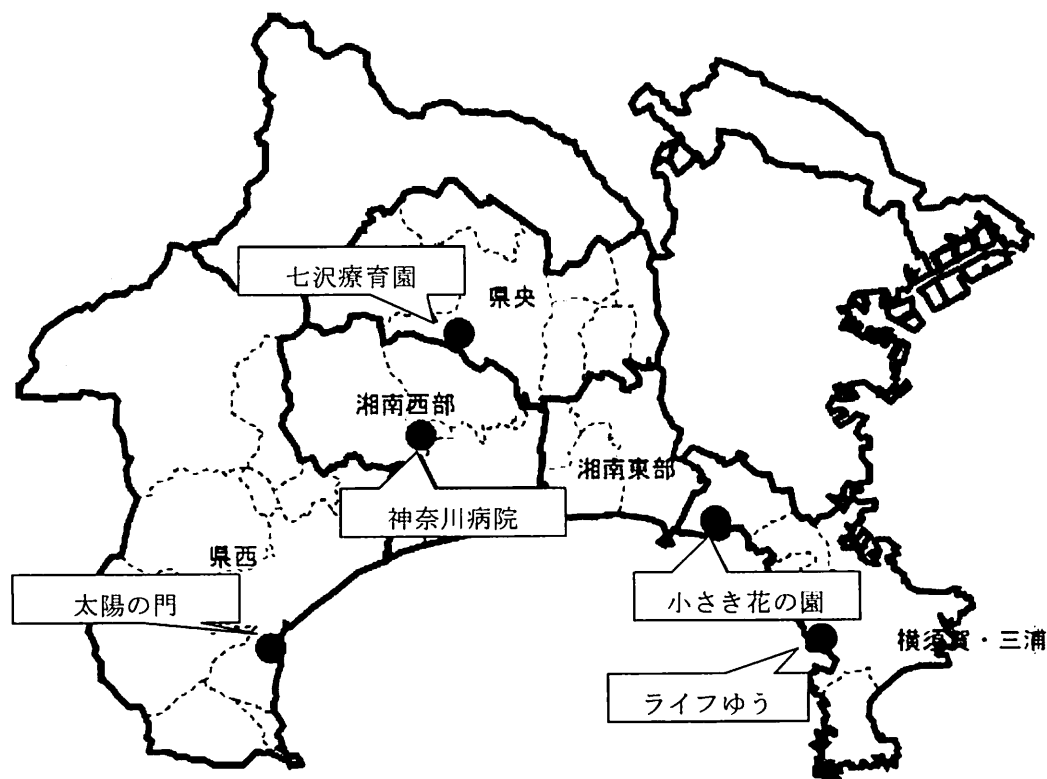 七沢療育園
県央
湘南西部
湘南東部
神奈川病院
県西
太陽の門
小さき花の園
横須賀・三浦
ライフゆう